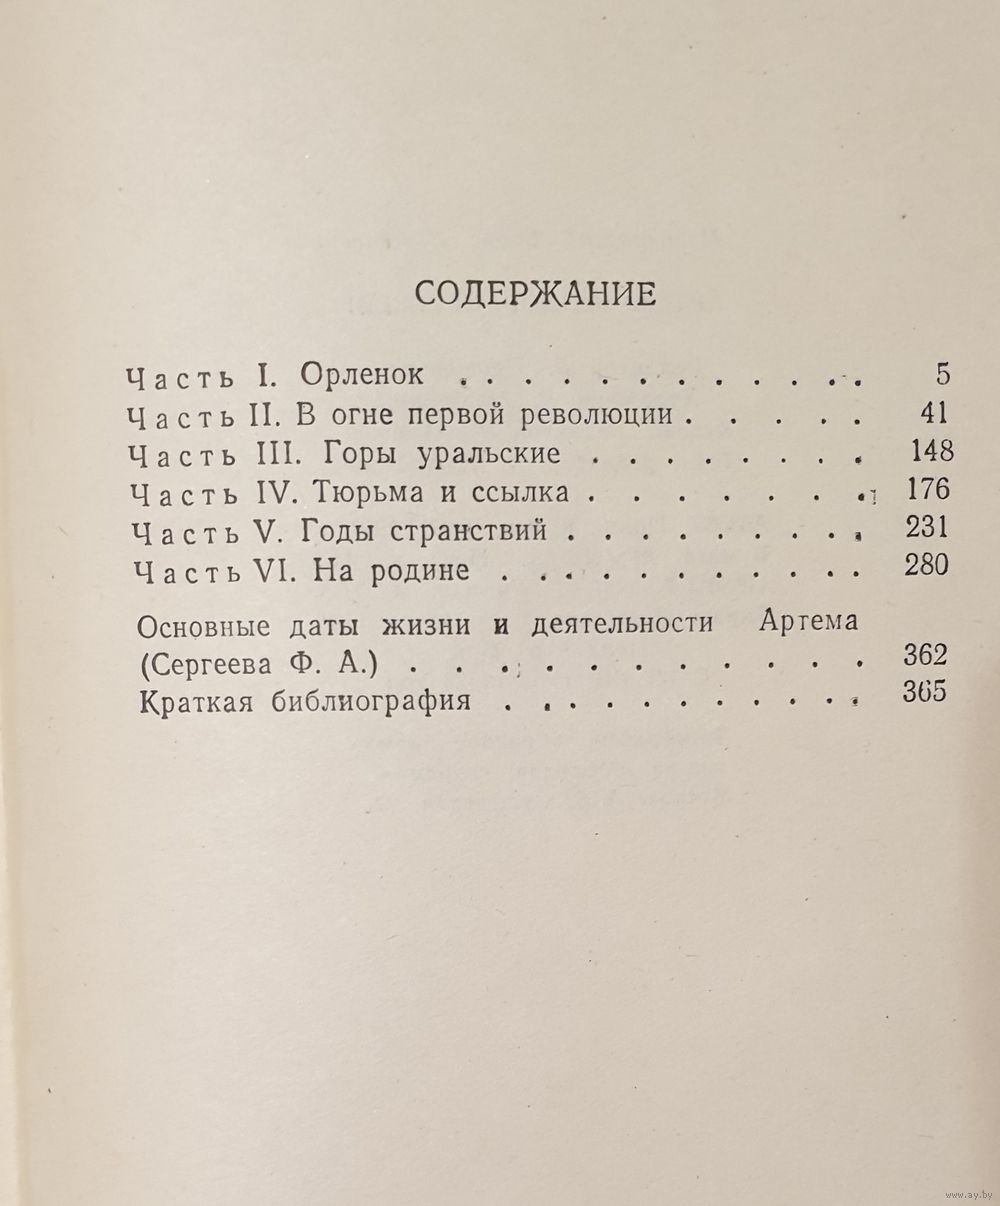 СОДЕРЖАНИЕ
Часть I. Орленок . . . . . . . . . . . . 5
Часть II. В огне первой революции . . . . . 41
Часть III. Горы уральские . . . . . . . . 148
Часть IV. Тюрьма и ссылка . . . . . . . 176
Часть V. Годы странствий . . . . . . . . . 231
Часть VI. На родине . . . . . . . . . . . 280
Основные даты жизни и деятельности Артема
(Сергеева Ф. А.) . . . . . . . . . . . 362
Краткая библиография . . . . . . . . . . 365
www.ay.by